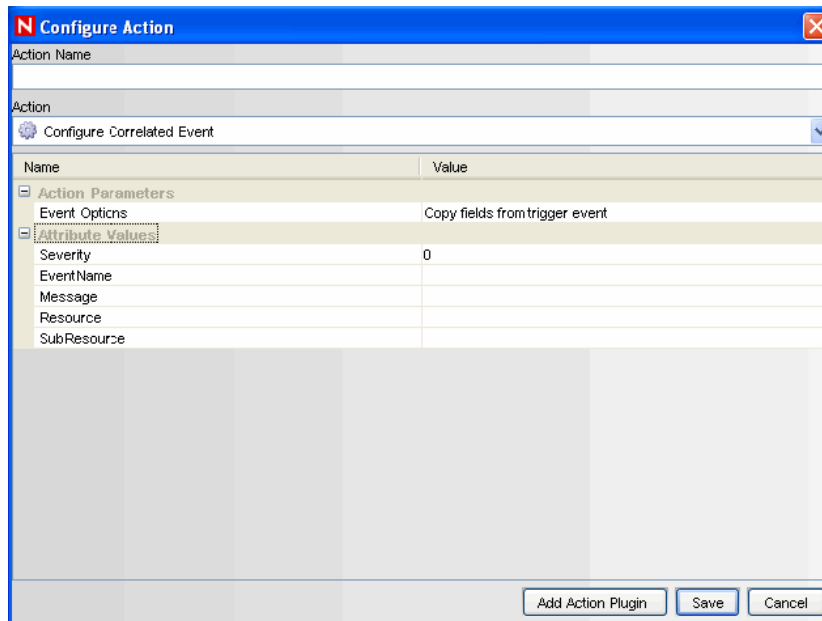 N Configure Action
Action Name
Action
Configure Correlated Event
Name Value
Action Parameters
Event Options Copy fields from trigger event
Attribute Values
Severity 0
EventName
Message
Resource
SubResource
Add Action Plugin Save Cancel